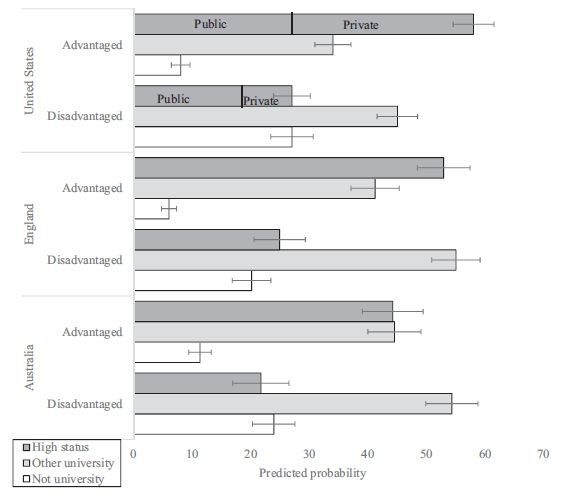 United States
Advantaged
Public Private
Disadvantaged
Public Private
England
Advantaged
Disadvantaged
Australia
Advantaged
Disadvantaged
High status
Other university
Not university
0 10 20 30 40 50 60 70
Predicted probability